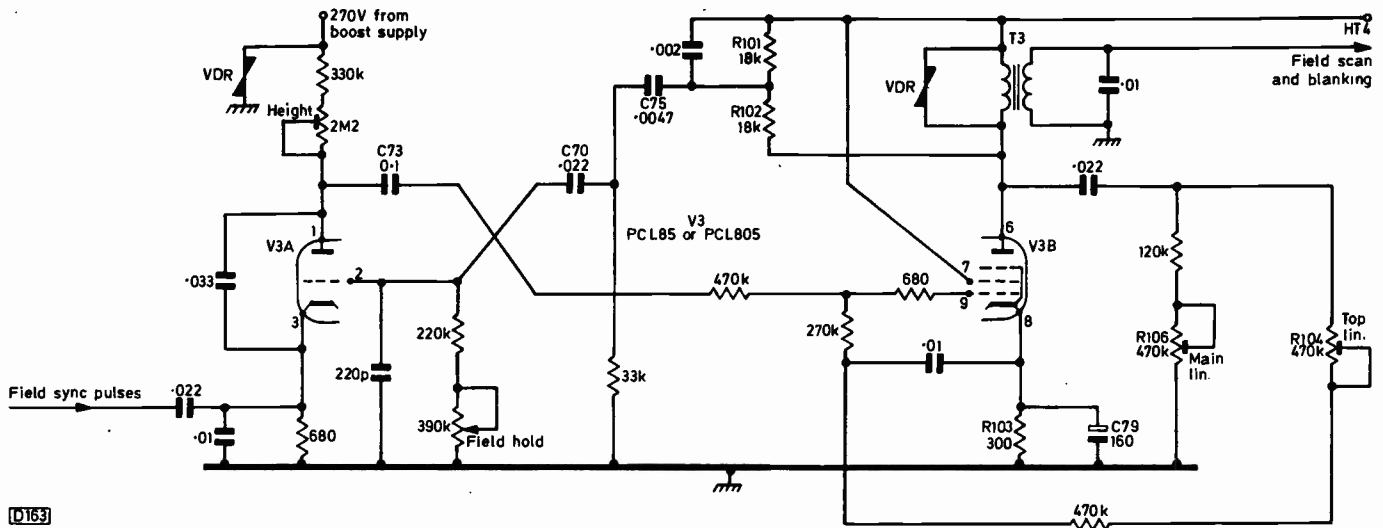 270V from
boost supply
VDR
330k
Height
2M2
C73
0·1
·033
V3A
1
2
3
Field sync pulses
·022
·01
680
220p
220k
390k
Field hold
C70
·022
33k
·002
C75
·0047
R101
18k
R102
18k
V3
PCL85 or PCL805
470k
680
270k
·01
VDR
T3
·01
HT4
Field scan
and blanking
·022
6
V3B
7
9
8
R103
300
C79
160
120k
R106
470k
Main
lin.
Top
lin.
R104
470k
470k
D163